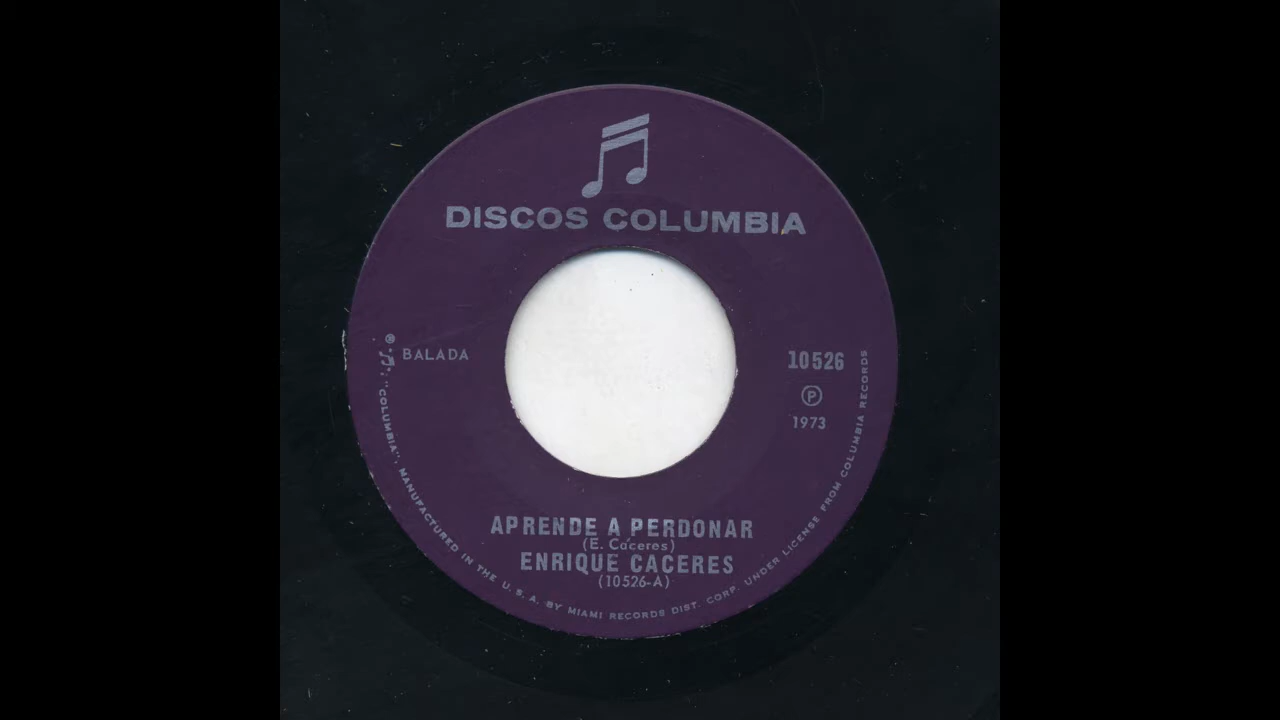 DISCOS COLUMBIA
BALADA
10526
Ⓟ
1973
APRENDE A PERDONAR
(E. Cáceres)
ENRIQUE CACERES
(10526-A)
® "COLUMBIA". MANUFACTURED IN THE U. S. A. BY MIAMI RECORDS DIST. CORP. UNDER LICENSE FROM COLUMBIA RECORDS